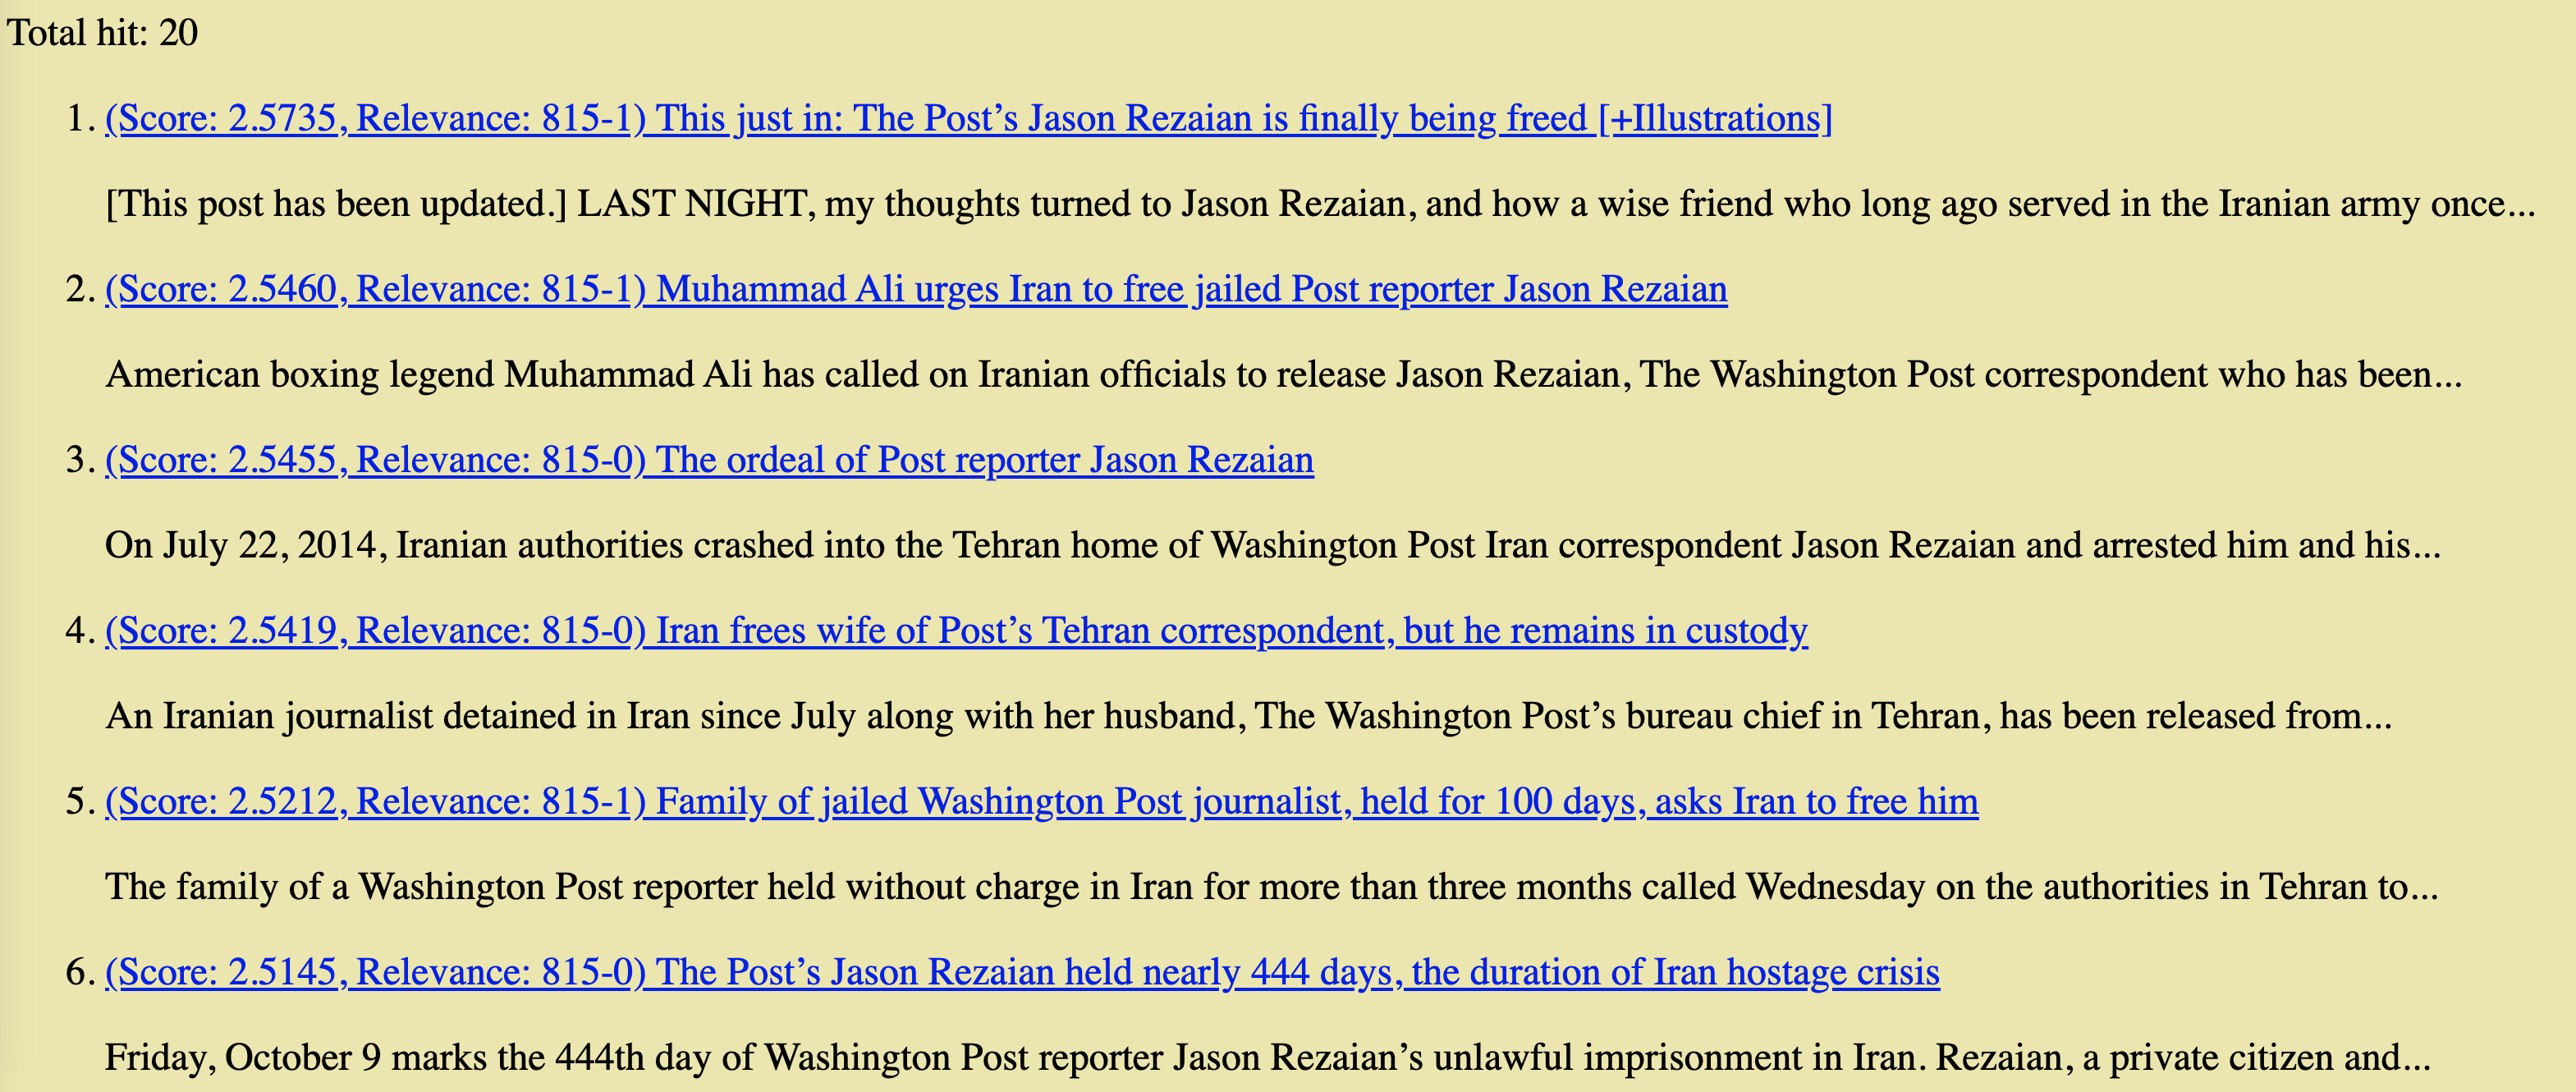 Total hit: 20
1. (Score: 2.5735, Relevance: 815-1) This just in: The Post’s Jason Rezaian is finally being freed [+Illustrations]
[This post has been updated.] LAST NIGHT, my thoughts turned to Jason Rezaian, and how a wise friend who long ago served in the Iranian army once...
2. (Score: 2.5460, Relevance: 815-1) Muhammad Ali urges Iran to free jailed Post reporter Jason Rezaian
American boxing legend Muhammad Ali has called on Iranian officials to release Jason Rezaian, The Washington Post correspondent who has been...
3. (Score: 2.5455, Relevance: 815-0) The ordeal of Post reporter Jason Rezaian
On July 22, 2014, Iranian authorities crashed into the Tehran home of Washington Post Iran correspondent Jason Rezaian and arrested him and his...
4. (Score: 2.5419, Relevance: 815-0) Iran frees wife of Post’s Tehran correspondent, but he remains in custody
An Iranian journalist detained in Iran since July along with her husband, The Washington Post’s bureau chief in Tehran, has been released from...
5. (Score: 2.5212, Relevance: 815-1) Family of jailed Washington Post journalist, held for 100 days, asks Iran to free him
The family of a Washington Post reporter held without charge in Iran for more than three months called Wednesday on the authorities in Tehran to...
6. (Score: 2.5145, Relevance: 815-0) The Post’s Jason Rezaian held nearly 444 days, the duration of Iran hostage crisis
Friday, October 9 marks the 444th day of Washington Post reporter Jason Rezaian’s unlawful imprisonment in Iran. Rezaian, a private citizen and...